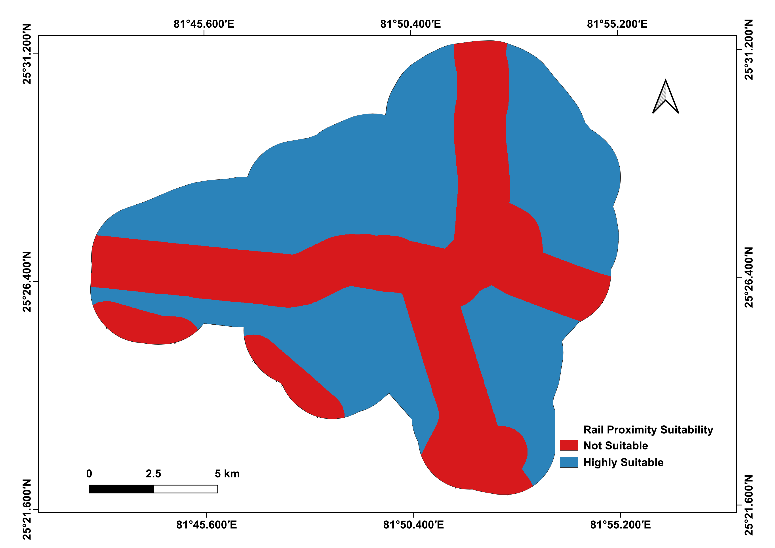 81°45.600'E 81°50.400'E 81°55.200'E
25°31.200'N 25°31.200'N
25°26.400'N 25°26.400'N
Rail Proximity Suitability
Not Suitable
Highly Suitable
0 2.5 5 km
25°21.600'N 25°21.600'N
81°45.600'E 81°50.400'E 81°55.200'E